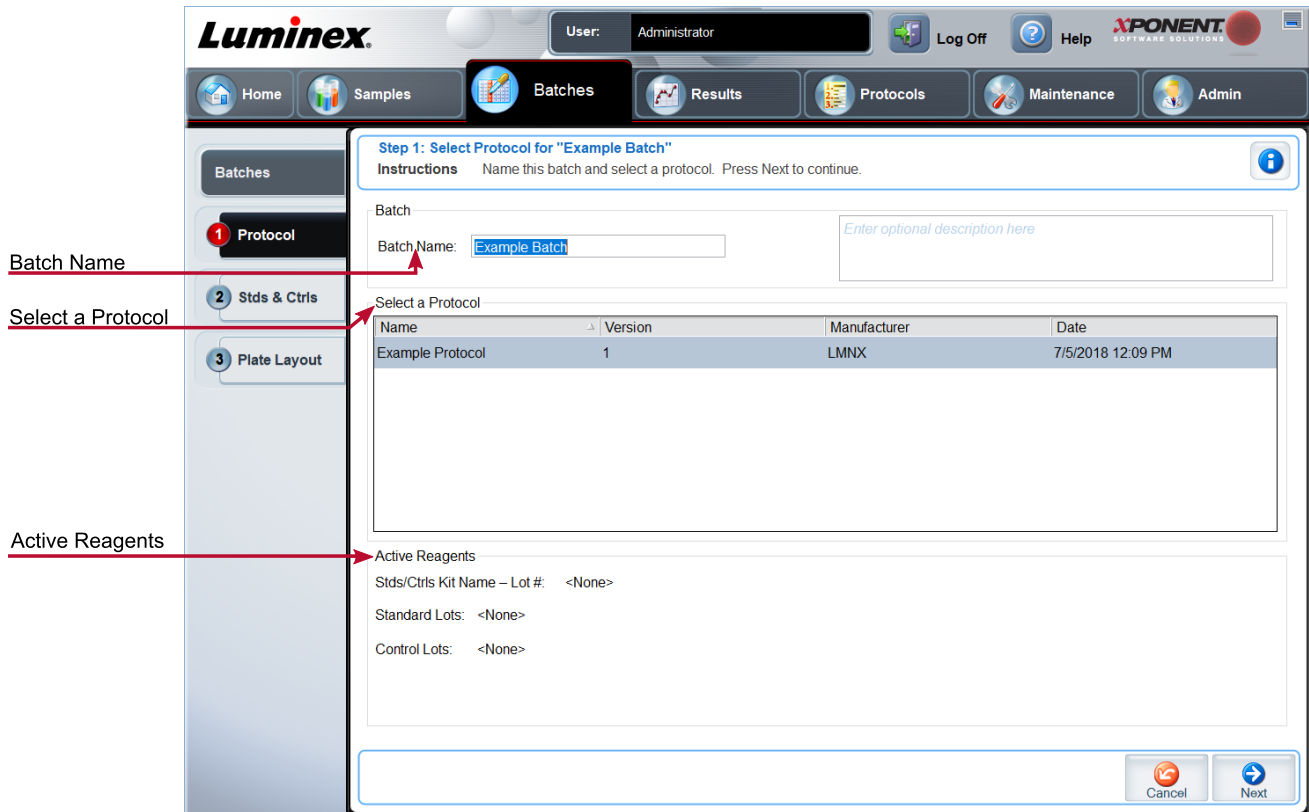 Luminex
User: Administrator
Log Off
Help
XPONENT.
SOFTWARE SOLUTIONS
Home
Samples
Batches
Results
Protocols
Maintenance
Admin
Batches
1 Protocol
2 Stds & Ctrls
3 Plate Layout
Batch Name
Select a Protocol
Active Reagents
Step 1: Select Protocol for "Example Batch"
Instructions Name this batch and select a protocol. Press Next to continue.
Batch
Batch Name: Example Batch
Enter optional description here
Select a Protocol
Name Version Manufacturer Date
Example Protocol 1 LMNX 7/5/2018 12:09 PM
Active Reagents
Stds/Ctrls Kit Name – Lot #: <None>
Standard Lots: <None>
Control Lots: <None>
Cancel
Next